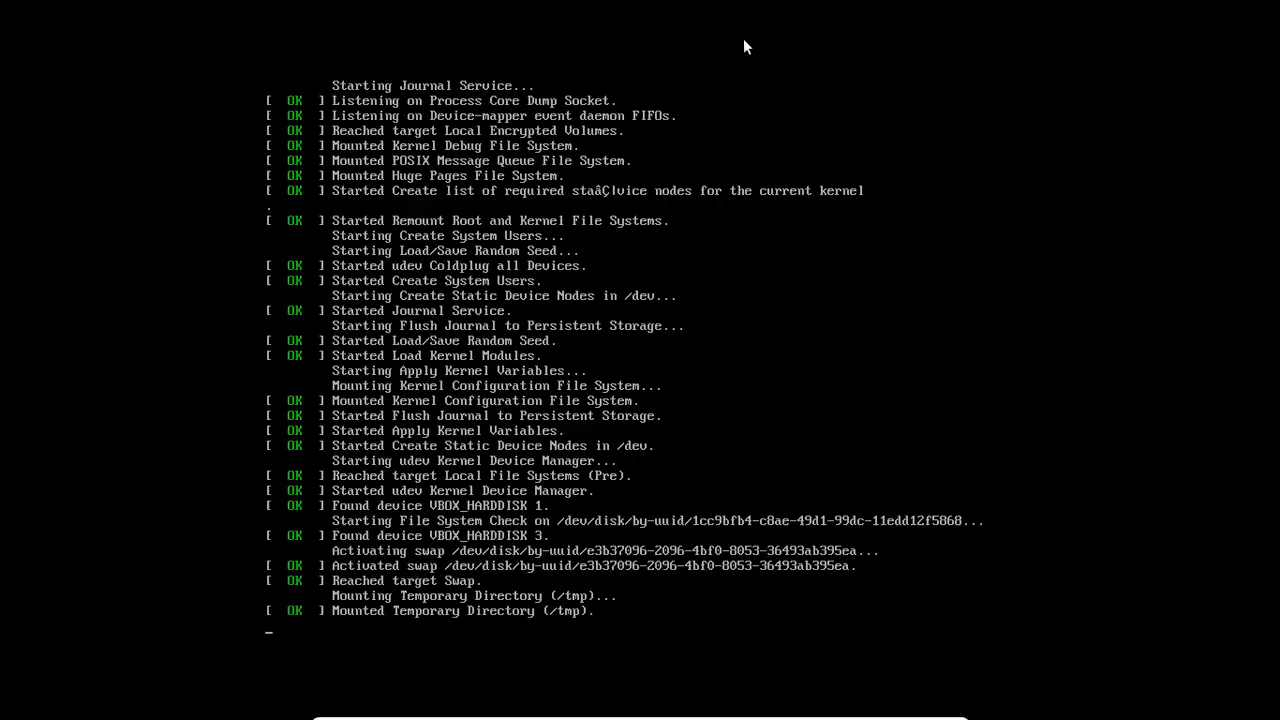 Starting Journal Service...
[  OK  ] Listening on Process Core Dump Socket.
[  OK  ] Listening on Device-mapper event daemon FIFOs.
[  OK  ] Reached target Local Encrypted Volumes.
[  OK  ] Mounted Kernel Debug File System.
[  OK  ] Mounted POSIX Message Queue File System.
[  OK  ] Mounted Huge Pages File System.
[  OK  ] Started Create list of required staâÇ¦vice nodes for the current kernel
.
[  OK  ] Started Remount Root and Kernel File Systems.
Starting Create System Users...
Starting Load/Save Random Seed...
[  OK  ] Started udev Coldplug all Devices.
[  OK  ] Started Create System Users.
Starting Create Static Device Nodes in /dev...
[  OK  ] Started Journal Service.
Starting Flush Journal to Persistent Storage...
[  OK  ] Started Load/Save Random Seed.
[  OK  ] Started Load Kernel Modules.
Starting Apply Kernel Variables...
Mounting Kernel Configuration File System...
[  OK  ] Mounted Kernel Configuration File System.
[  OK  ] Started Flush Journal to Persistent Storage.
[  OK  ] Started Apply Kernel Variables.
[  OK  ] Started Create Static Device Nodes in /dev.
Starting udev Kernel Device Manager...
[  OK  ] Reached target Local File Systems (Pre).
[  OK  ] Started udev Kernel Device Manager.
[  OK  ] Found device VBOX_HARDDISK 1.
Starting File System Check on /dev/disk/by-uuid/1cc9bfb4-c8ae-49d1-99dc-11edd12f5868...
[  OK  ] Found device VBOX_HARDDISK 3.
Activating swap /dev/disk/by-uuid/e3b37096-2096-4bf0-8053-36493ab395ea...
[  OK  ] Activated swap /dev/disk/by-uuid/e3b37096-2096-4bf0-8053-36493ab395ea.
[  OK  ] Reached target Swap.
Mounting Temporary Directory (/tmp)...
[  OK  ] Mounted Temporary Directory (/tmp).